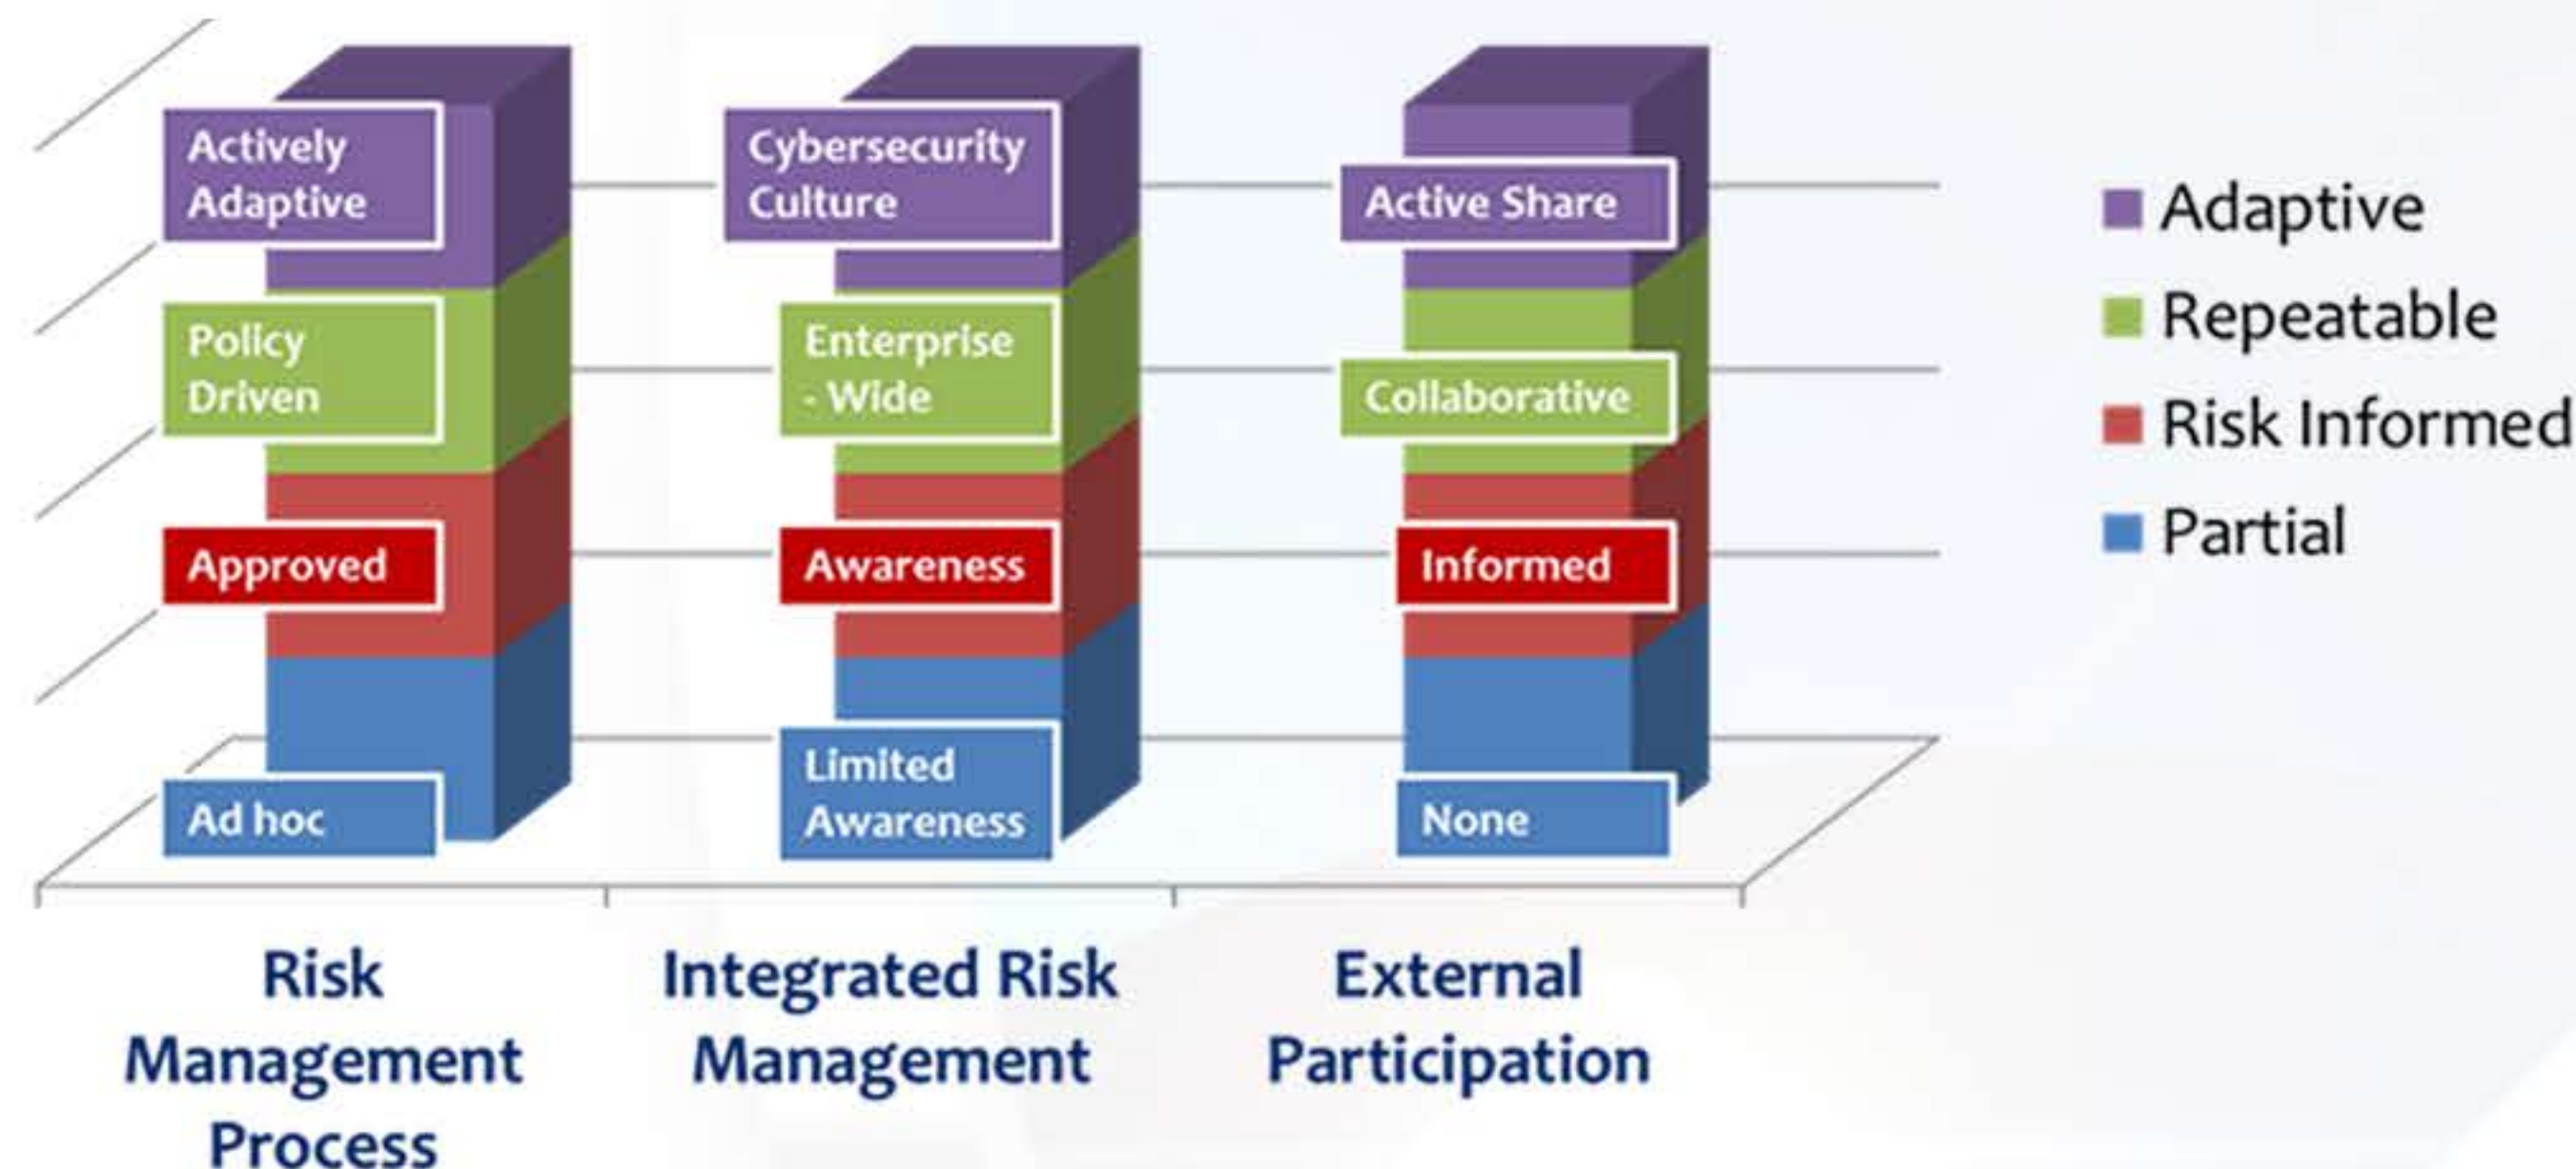 Actively
Adaptive
Policy
Driven
Approved
Ad hoc
Cybersecurity
Culture
Enterprise
- Wide
Awareness
Limited
Awareness
Active Share
Collaborative
Informed
None
Adaptive
Repeatable
Risk Informed
Partial
Risk
Management
Process
Integrated Risk
Management
External
Participation